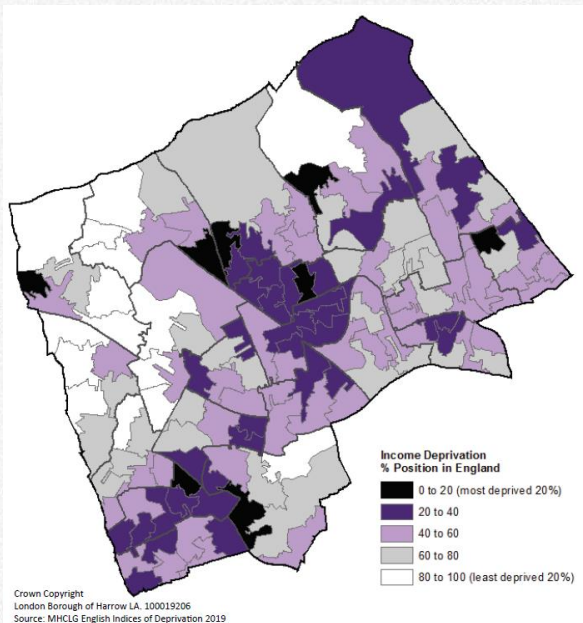 Income Deprivation
% Position in England
0 to 20 (most deprived 20%)
20 to 40
40 to 60
60 to 80
80 to 100 (least deprived 20%)
Crown Copyright
London Borough of Harrow LA. 100019206
Source: MHCLG English Indices of Deprivation 2019